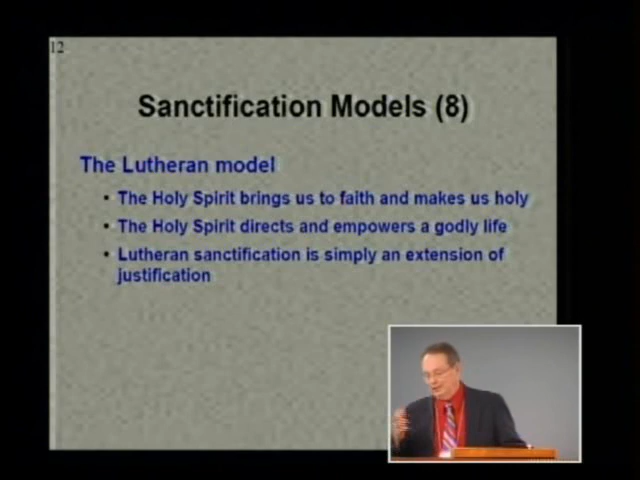 12
Sanctification Models (8)
The Lutheran model
• The Holy Spirit brings us to faith and makes us holy
• The Holy Spirit directs and empowers a godly life
• Lutheran sanctification is simply an extension of
justification